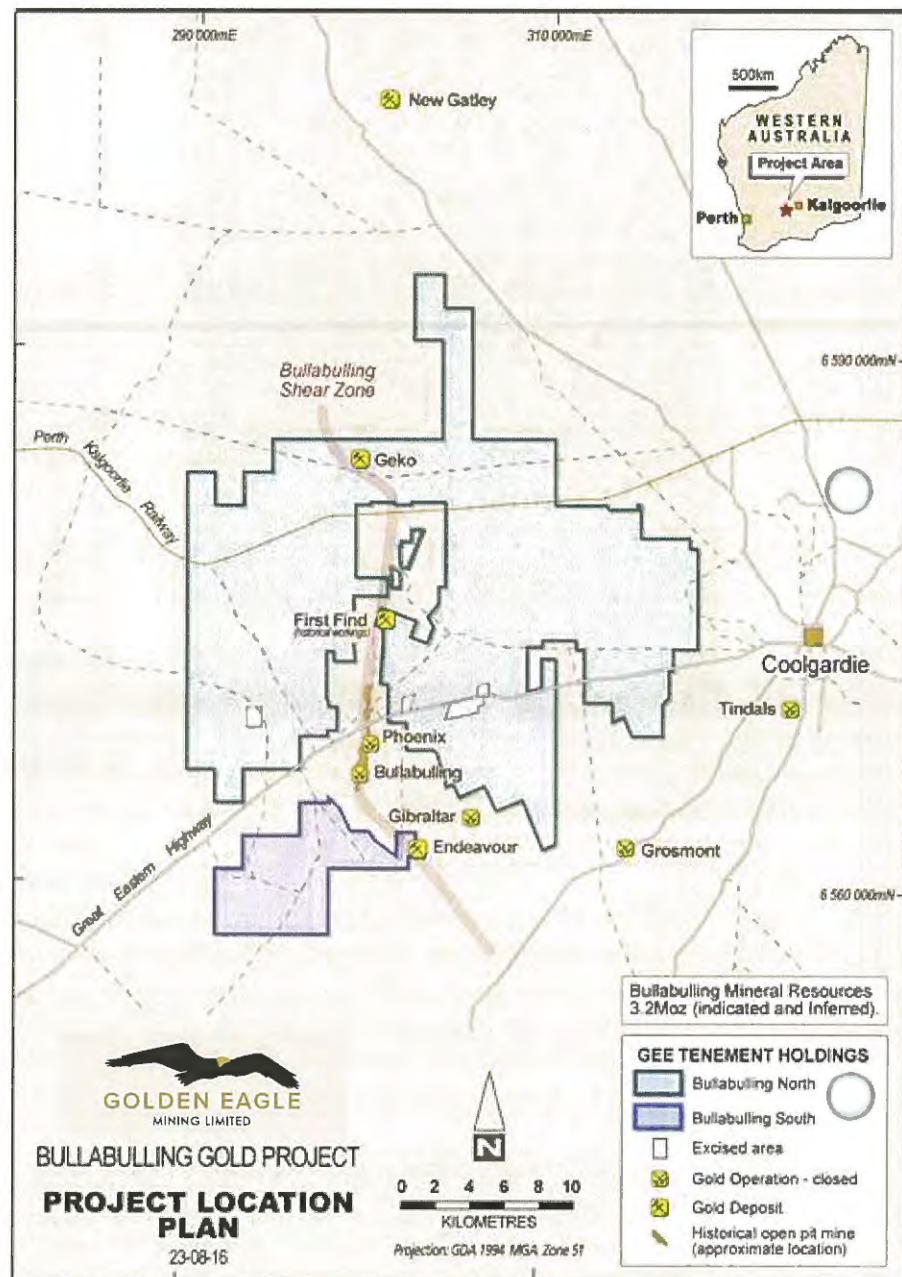 290 000mE
310 000mE
New Gatley
500km
WESTERN
AUSTRALIA
Project Area
Kalgoorlie
Perth
6 590 000mN
Bullabulling
Shear Zone
Perth Kalgoorlie Railway
Geko
First Find
(historical workings)
Coolgardie
Tindals
Phoenix
Bullabulling
Gibraltar
Endeavour
Grosmont
Great Eastern Highway
6 560 000mN
Bullabulling Mineral Resources
3.2Moz (indicated and Inferred).
GEE TENEMENT HOLDINGS
Bullabulling North
Bullabulling South
Excised area
Gold Operation - closed
Gold Deposit
Historical open pit mine
(approximate location)
GOLDEN EAGLE
MINING LIMITED
BULLABULLING GOLD PROJECT
PROJECT LOCATION
PLAN
23-08-16
N
0 2 4 6 8 10
KILOMETRES
Projection: GDA 1994 MGA Zone 51